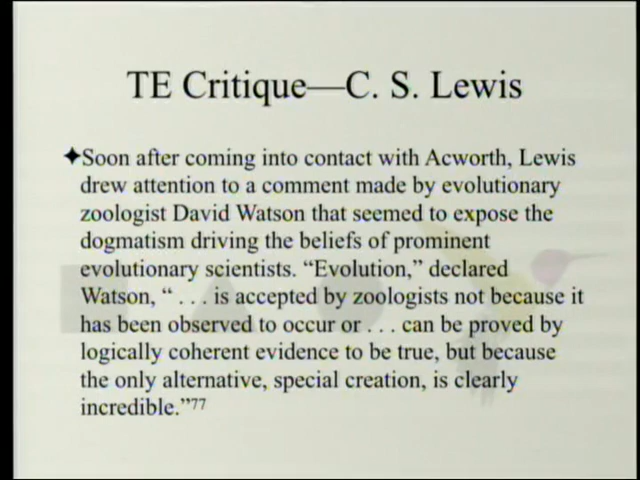 TE Critique—C. S. Lewis
✦Soon after coming into contact with Acworth, Lewis
drew attention to a comment made by evolutionary
zoologist David Watson that seemed to expose the
dogmatism driving the beliefs of prominent
evolutionary scientists. “Evolution,” declared
Watson, “ . . . is accepted by zoologists not because it
has been observed to occur or . . . can be proved by
logically coherent evidence to be true, but because
the only alternative, special creation, is clearly
incredible.”77